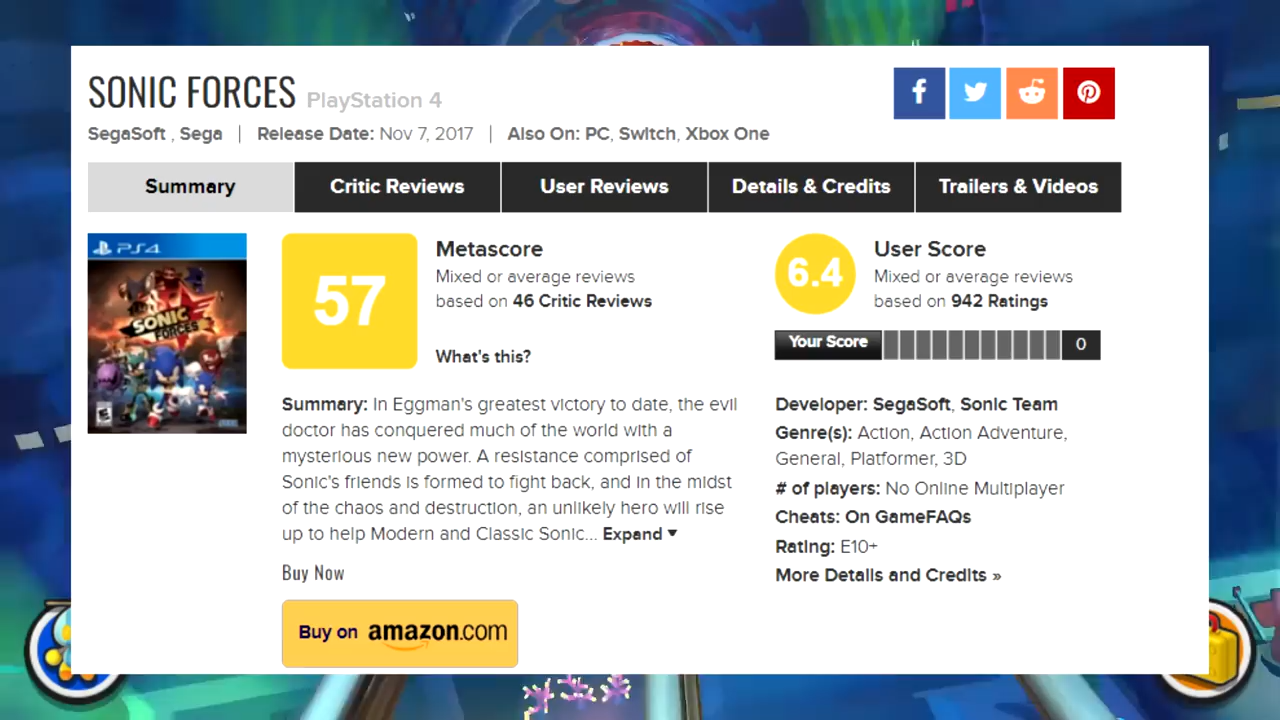 SONIC FORCES PlayStation 4
SegaSoft , Sega | Release Date: Nov 7, 2017 | Also On: PC, Switch, Xbox One
Summary Critic Reviews User Reviews Details & Credits Trailers & Videos
PS4
SONIC
FORCES
E
SEGA
57
Metascore
Mixed or average reviews
based on 46 Critic Reviews
What's this?
6.4
User Score
Mixed or average reviews
based on 942 Ratings
Your Score 0
Summary: In Eggman's greatest victory to date, the evil
doctor has conquered much of the world with a
mysterious new power. A resistance comprised of
Sonic's friends is formed to fight back, and in the midst
of the chaos and destruction, an unlikely hero will rise
up to help Modern and Classic Sonic... Expand
Buy Now
Buy on amazon.com
Developer: SegaSoft, Sonic Team
Genre(s): Action, Action Adventure,
General, Platformer, 3D
# of players: No Online Multiplayer
Cheats: On GameFAQs
Rating: E10+
More Details and Credits »